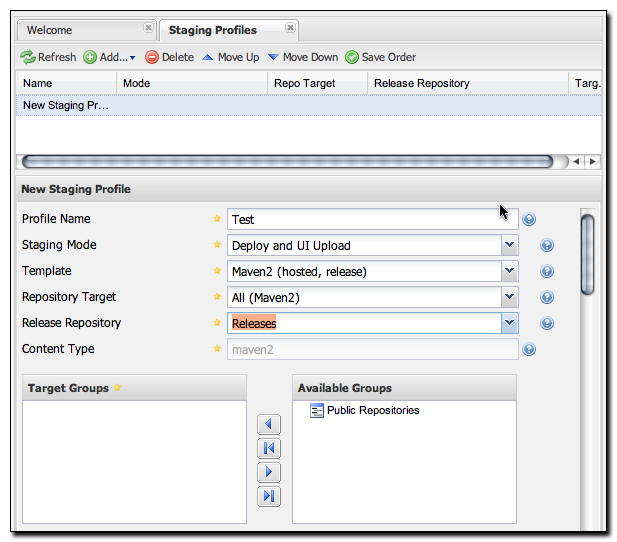 Welcome Staging Profiles
Refresh Add... Delete Move Up Move Down Save Order
Name Mode Repo Target Release Repository Targ.
New Staging Pr...
New Staging Profile
Profile Name Test
Staging Mode Deploy and UI Upload
Template Maven2 (hosted, release)
Repository Target All (Maven2)
Release Repository Releases
Content Type maven2
Target Groups Available Groups
Public Repositories